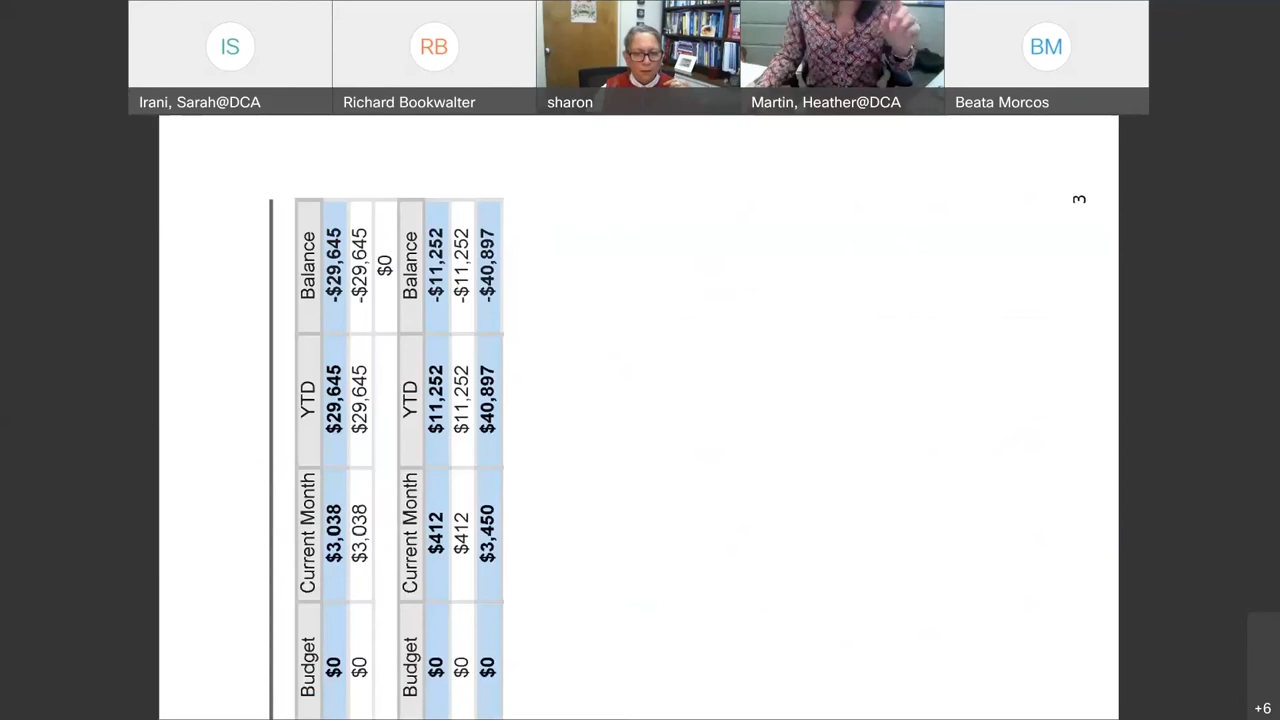 IS
RB
BM
Irani, Sarah@DCA
Richard Bookwalter
sharon
Martin, Heather@DCA
Beata Morcos
3
Budget Current Month YTD Balance
$0 $3,038 $29,645 -$29,645
$0 $3,038 $29,645 -$29,645
$0
Budget Current Month YTD Balance
$0 $412 $11,252 -$11,252
$0 $412 $11,252 -$11,252
$0 $3,450 $40,897 -$40,897
+6